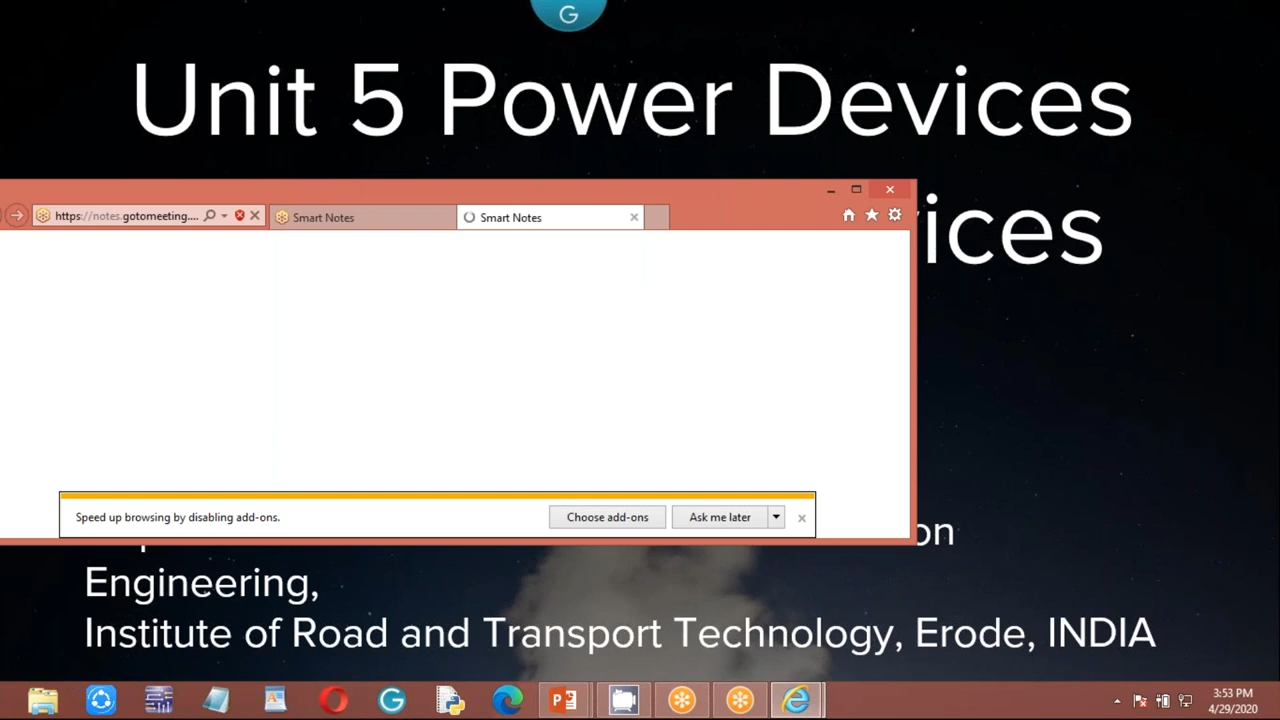 G
Unit 5 Power Devices
vices
https://notes.gotomeeting....
Smart Notes
Smart Notes
Speed up browsing by disabling add-ons.
Choose add-ons
Ask me later
on
Engineering,
Institute of Road and Transport Technology, Erode, INDIA
3:53 PM
4/29/2020